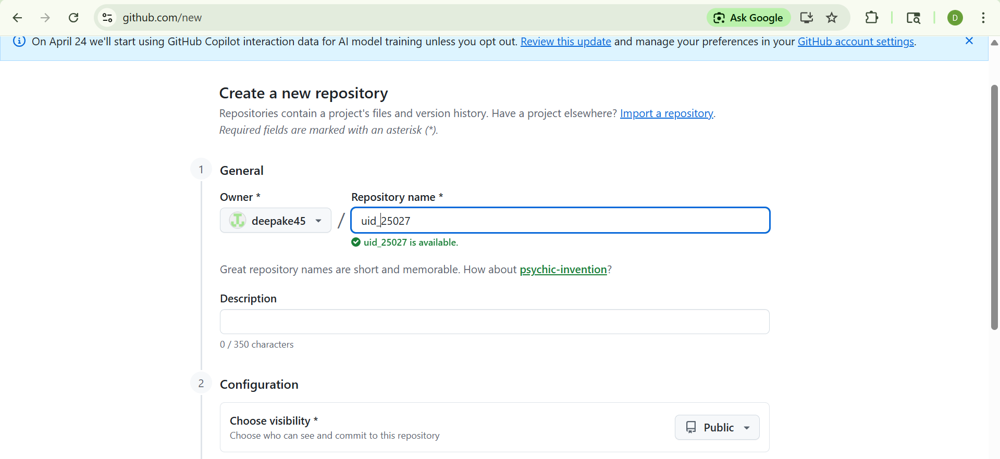 github.com/new
Ask Google
D
On April 24 we'll start using GitHub Copilot interaction data for AI model training unless you opt out. Review this update and manage your preferences in your GitHub account settings.
Create a new repository
Repositories contain a project's files and version history. Have a project elsewhere? Import a repository.
Required fields are marked with an asterisk (*).
1 General
Owner * Repository name *
deepake45 / uid_25027
uid_25027 is available.
Great repository names are short and memorable. How about psychic-invention?
Description
0 / 350 characters
2 Configuration
Choose visibility *
Choose who can see and commit to this repository
Public